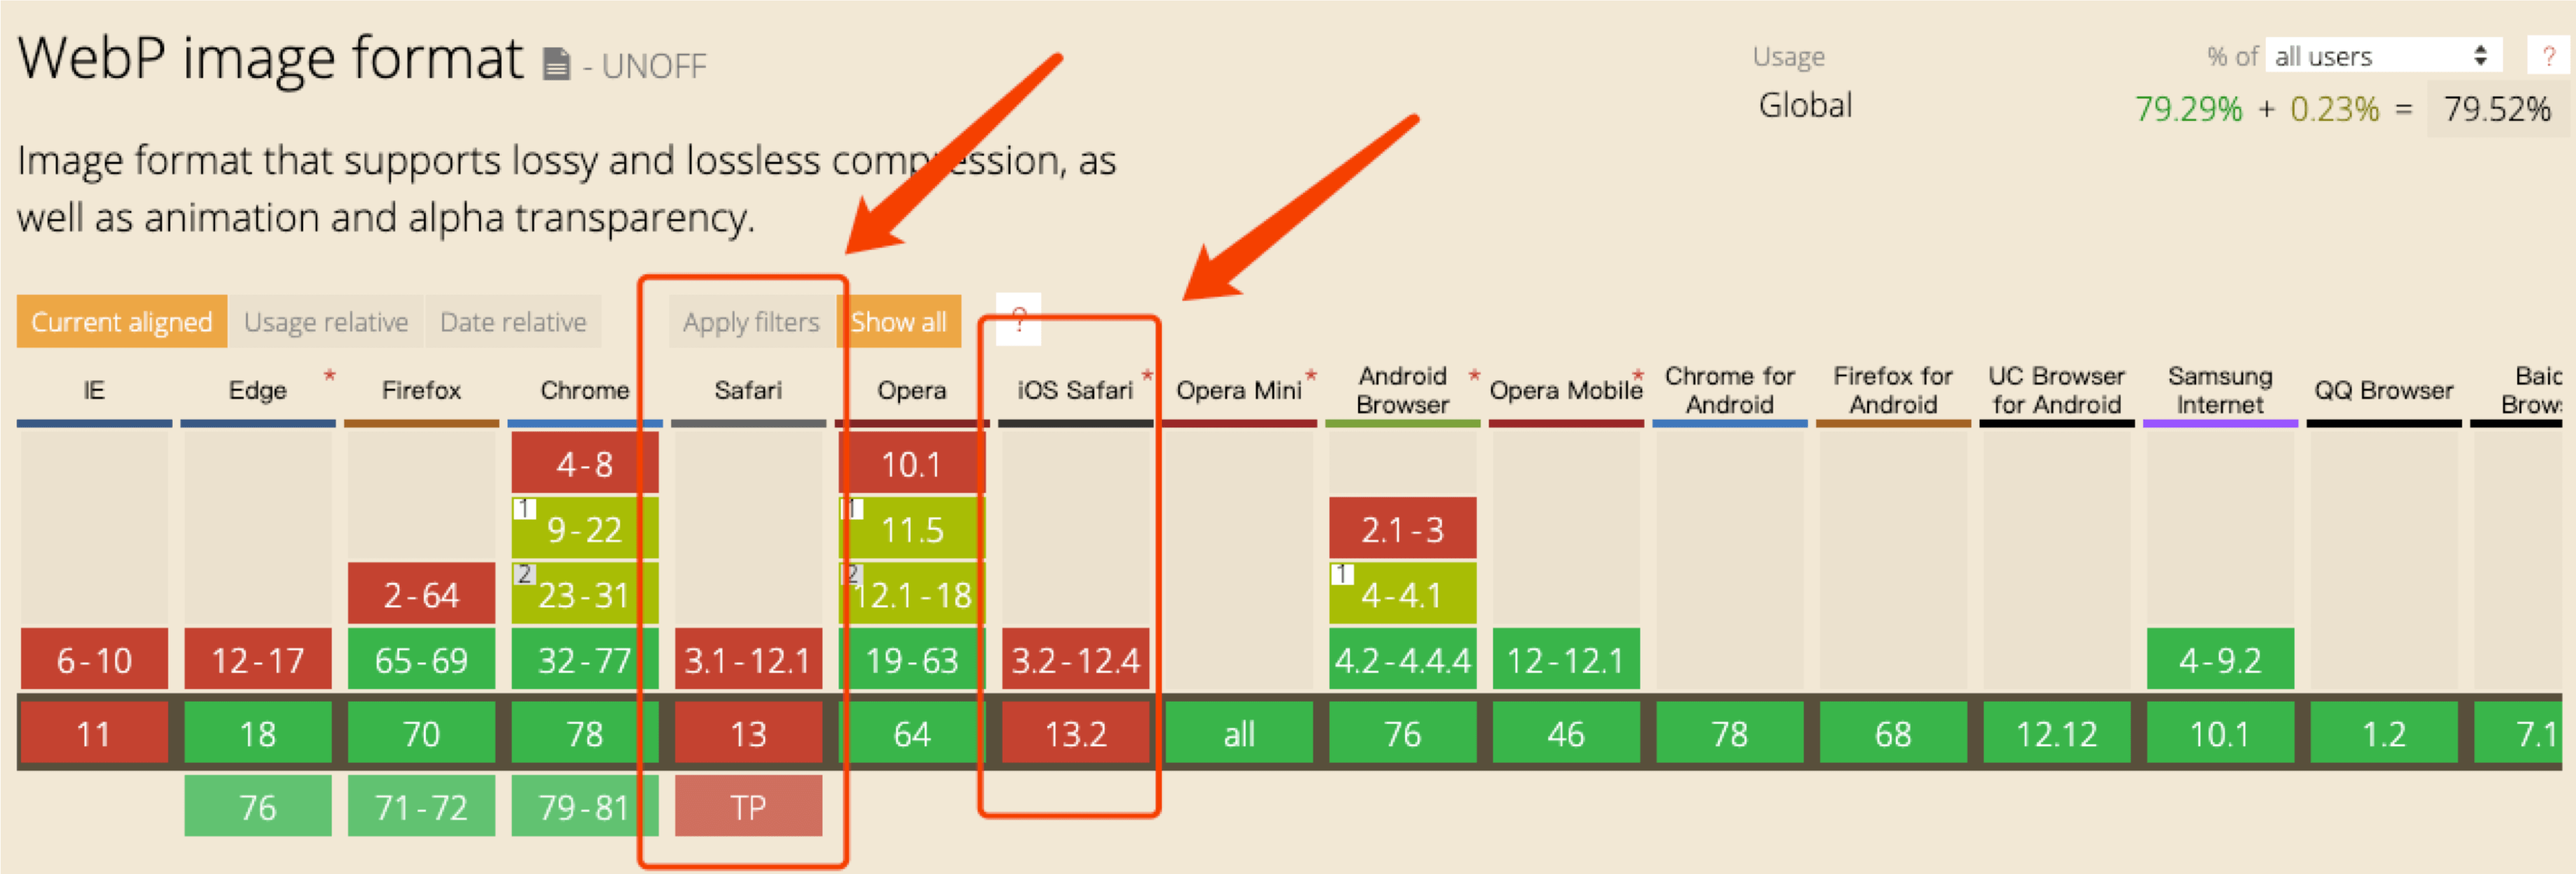 WebP image format - UNOFF
Usage % of all users ?
Global 79.29% + 0.23% = 79.52%
Image format that supports lossy and lossless compression, as
well as animation and alpha transparency.
Current aligned Usage relative Date relative Apply filters Show all ?
IE Edge * Firefox Chrome Safari Opera iOS Safari * Opera Mini * Android Browser * Opera Mobile * Chrome for Android Firefox for Android UC Browser for Android Samsung Internet QQ Browser
4-8 10.1
1 9-22 1 11.5 2.1-3
2-64 2 23-31 2 12.1-18 1 4-4.1
6-10 12-17 65-69 32-77 3.1-12.1 19-63 3.2-12.4 4.2-4.4.4 12-12.1 4-9.2
11 18 70 78 13 64 13.2 all 76 46 78 68 12.12 10.1 1.2 7.1
76 71-72 79-81 TP